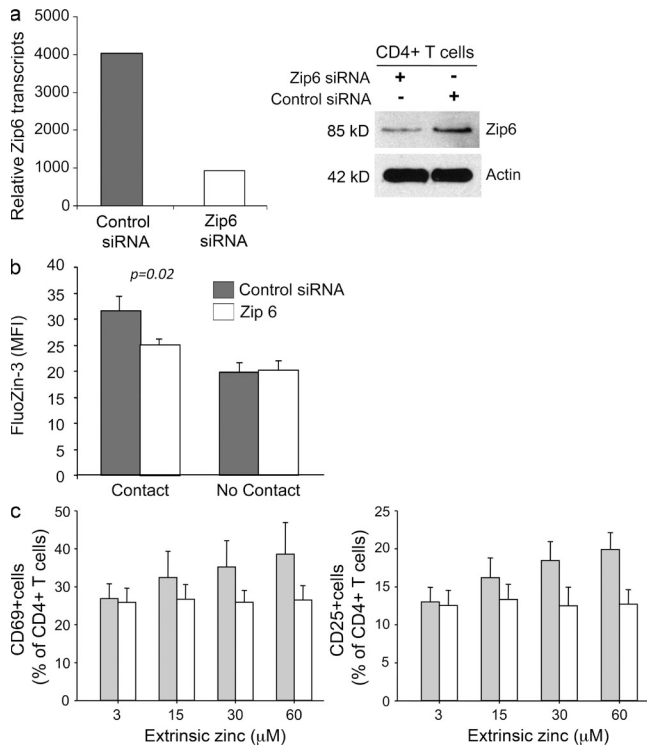 a
Relative Zip6 transcripts
5000
4000
3000
2000
1000
0
Control
siRNA
Zip6
siRNA
CD4+ T cells
Zip6 siRNA + -
Control siRNA - +
85 kD Zip6
42 kD Actin
b
FluoZin-3 (MFI)
40
35
30
25
20
15
10
5
0
p=0.02
Control siRNA
Zip 6
Contact No Contact
c
CD69+cells
(% of CD4+ T cells)
50
40
30
20
10
0
3 15 30 60
Extrinsic zinc (μM)
CD25+cells
(% of CD4+ T cells)
25
20
15
10
5
0
3 15 30 60
Extrinsic zinc (μM)